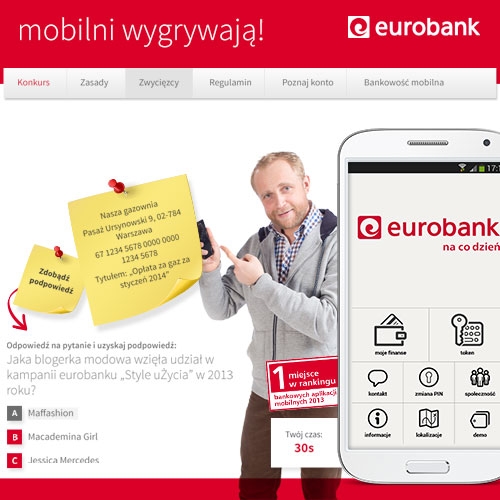 mobilni wygrywają!
eurobank
Konkurs Zasady Zwycięzcy Regulamin Poznaj konto Bankowość mobilna
Nasza gazownia
Pasaż Ursynowski 9, 02-784
Warszawa
67 1234 5678 0000 0000
1234 5678
Tytułem: „Opłata za gaz za
styczeń 2014"
Zdobądź
podpowiedź
Odpowiedź na pytanie i uzyskaj podpowiedź:
Jaka blogerka modowa wzięła udział w
kampanii eurobanku „Style uŻycia" w 2013
roku?
A Maffashion
B Macademina Girl
C Jessica Mercedes
1 miejsce
w rankingu
bankowych aplikacji
mobilnych 2013
Twój czas:
30s
eurobank
na co dzień
moje finanse token
kontakt zmiana PIN społeczność
informacje lokalizacje demo